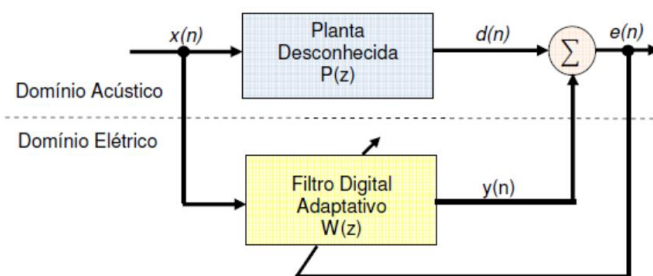 x(n)
Planta
Desconhecida
P(z)
d(n)
∑
e(n)
Domínio Acústico
Domínio Elétrico
Filtro Digital
Adaptativo
W(z)
y(n)